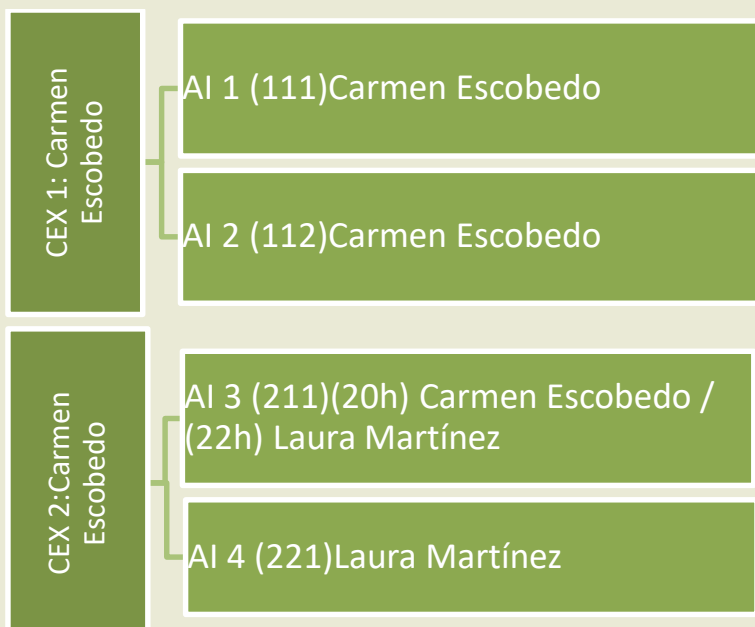 CEX 1: Carmen
Escobedo
AI 1 (111)Carmen Escobedo
AI 2 (112)Carmen Escobedo
CEX 2:Carmen
Escobedo
AI 3 (211)(20h) Carmen Escobedo /
(22h) Laura Martínez
AI 4 (221)Laura Martínez